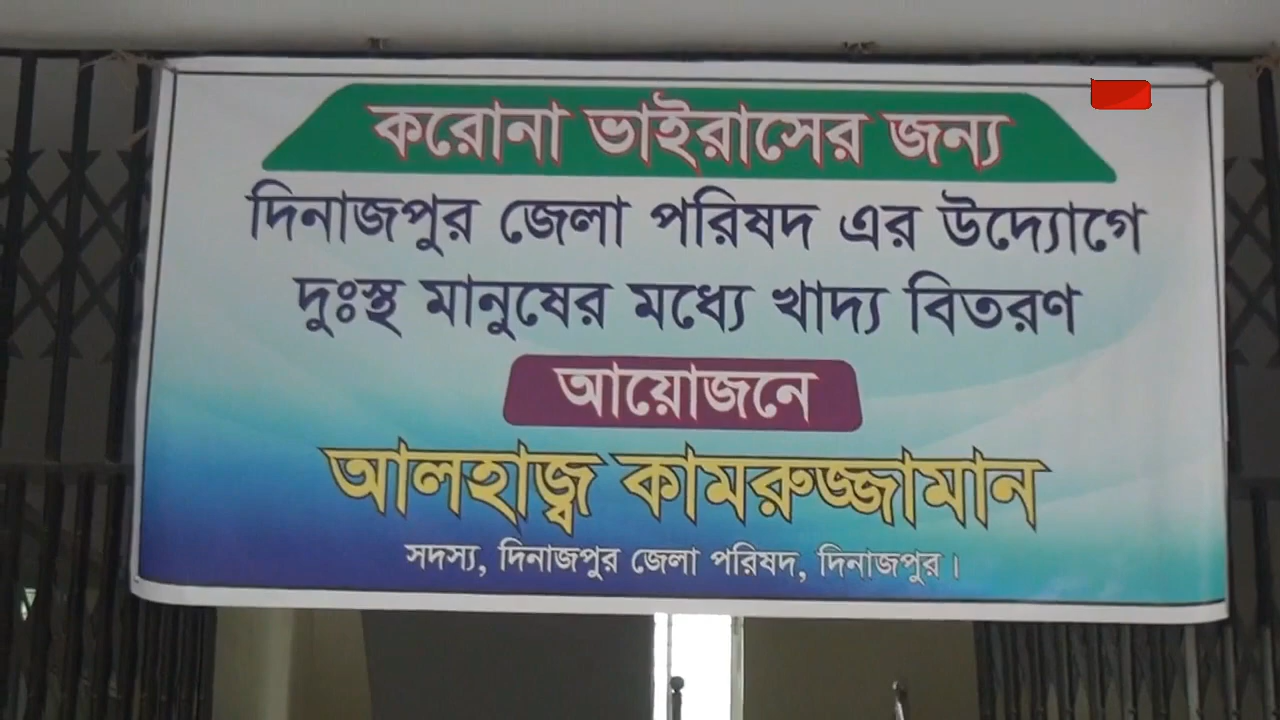 করোনা ভাইরাসের জন্য
দিনাজপুর জেলা পরিষদ এর উদ্যোগে
দুঃস্থ মানুষের মধ্যে খাদ্য বিতরণ
আয়োজনে
আলহাজ্ব কামরুজ্জামান
সদস্য, দিনাজপুর জেলা পরিষদ, দিনাজপুর।